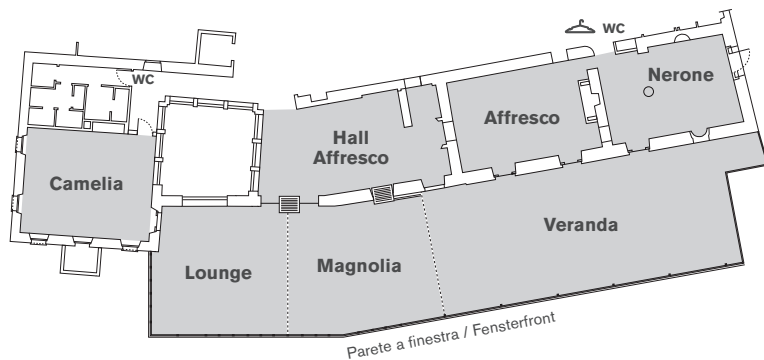 WC
WC
Nerone
Affresco
Hall
Affresco
Camelia
Veranda
Magnolia
Lounge
Parete a finestra / Fensterfront